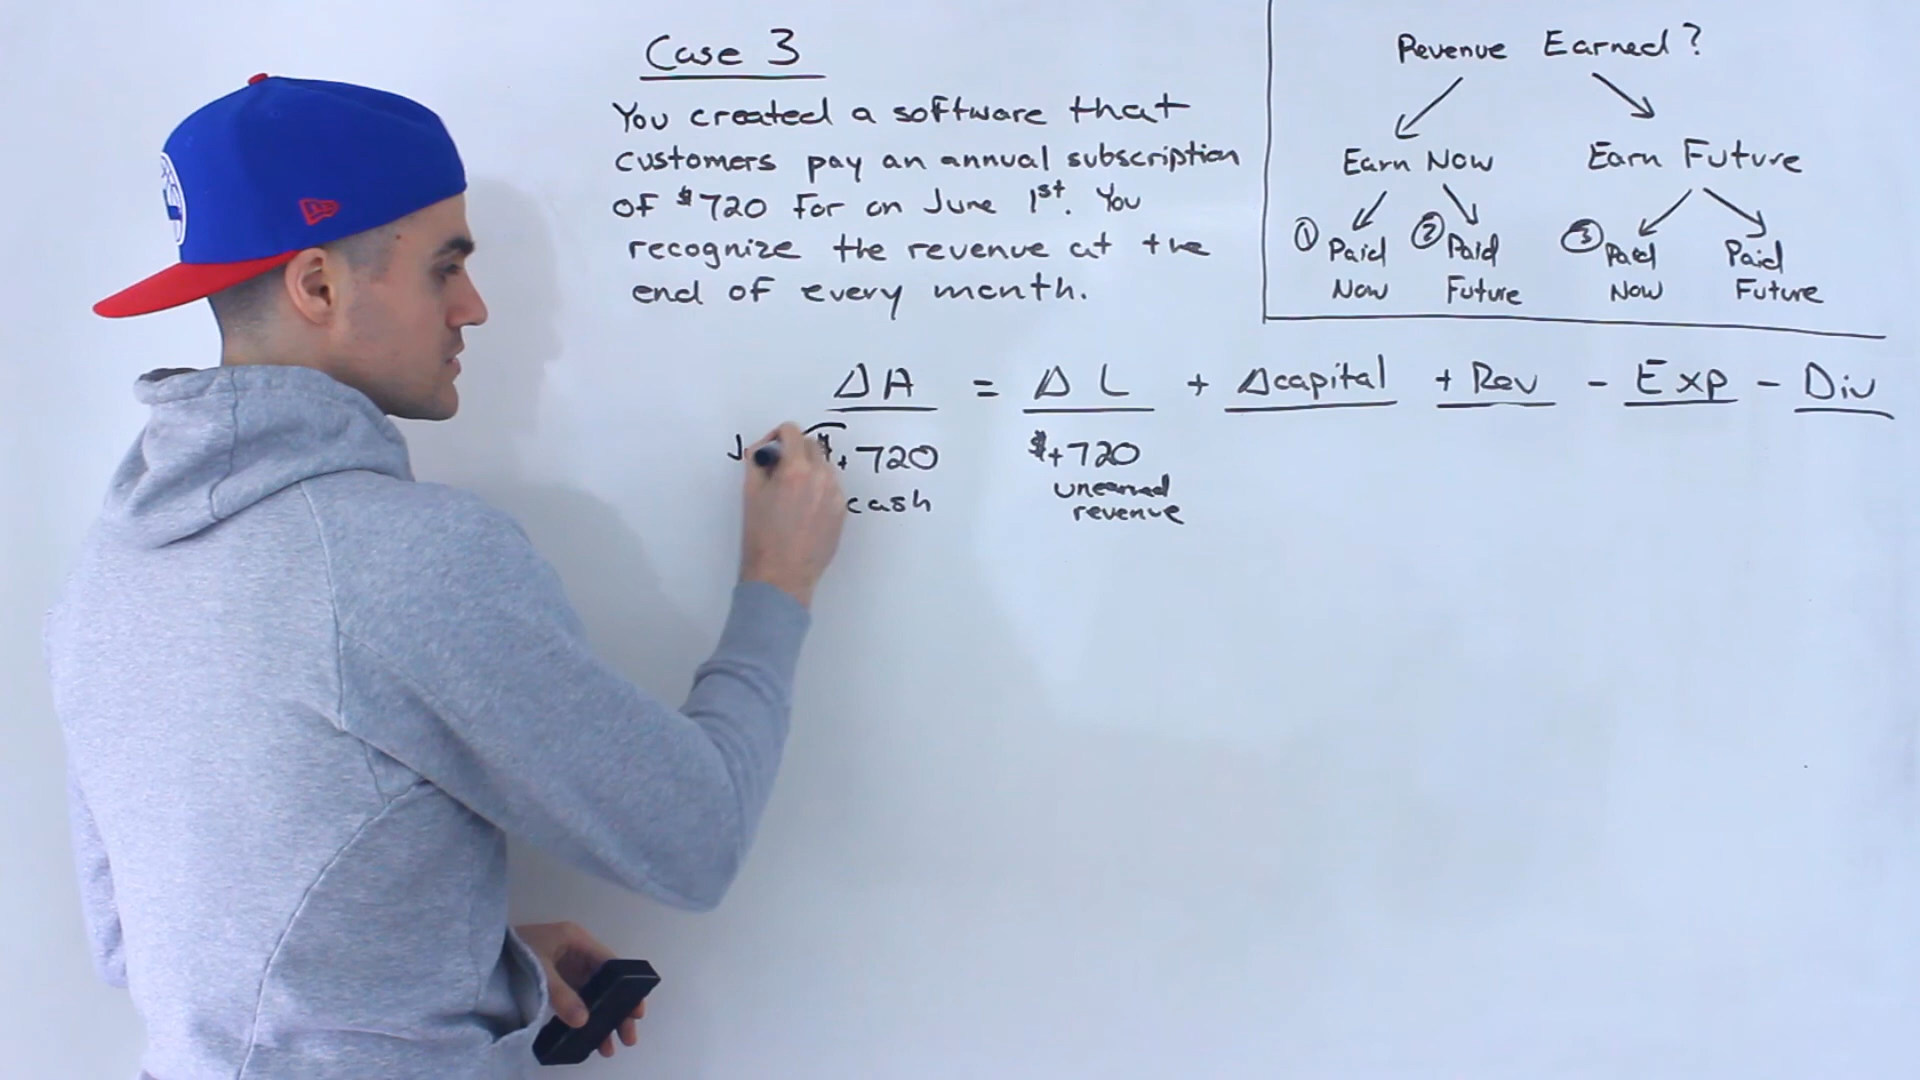 Case 3
You created a software that
customers pay an annual subscription
of $720 for on June 1st. You
recognize the revenue at the
end of every month.
Revenue Earned?
Earn Now Earn Future
① Paid Now ② Paid Future ③ Paid Now Paid Future
ΔA = ΔL + Δcapital + Rev - Exp - Div
$+720 $+720
cash unearned
revenue